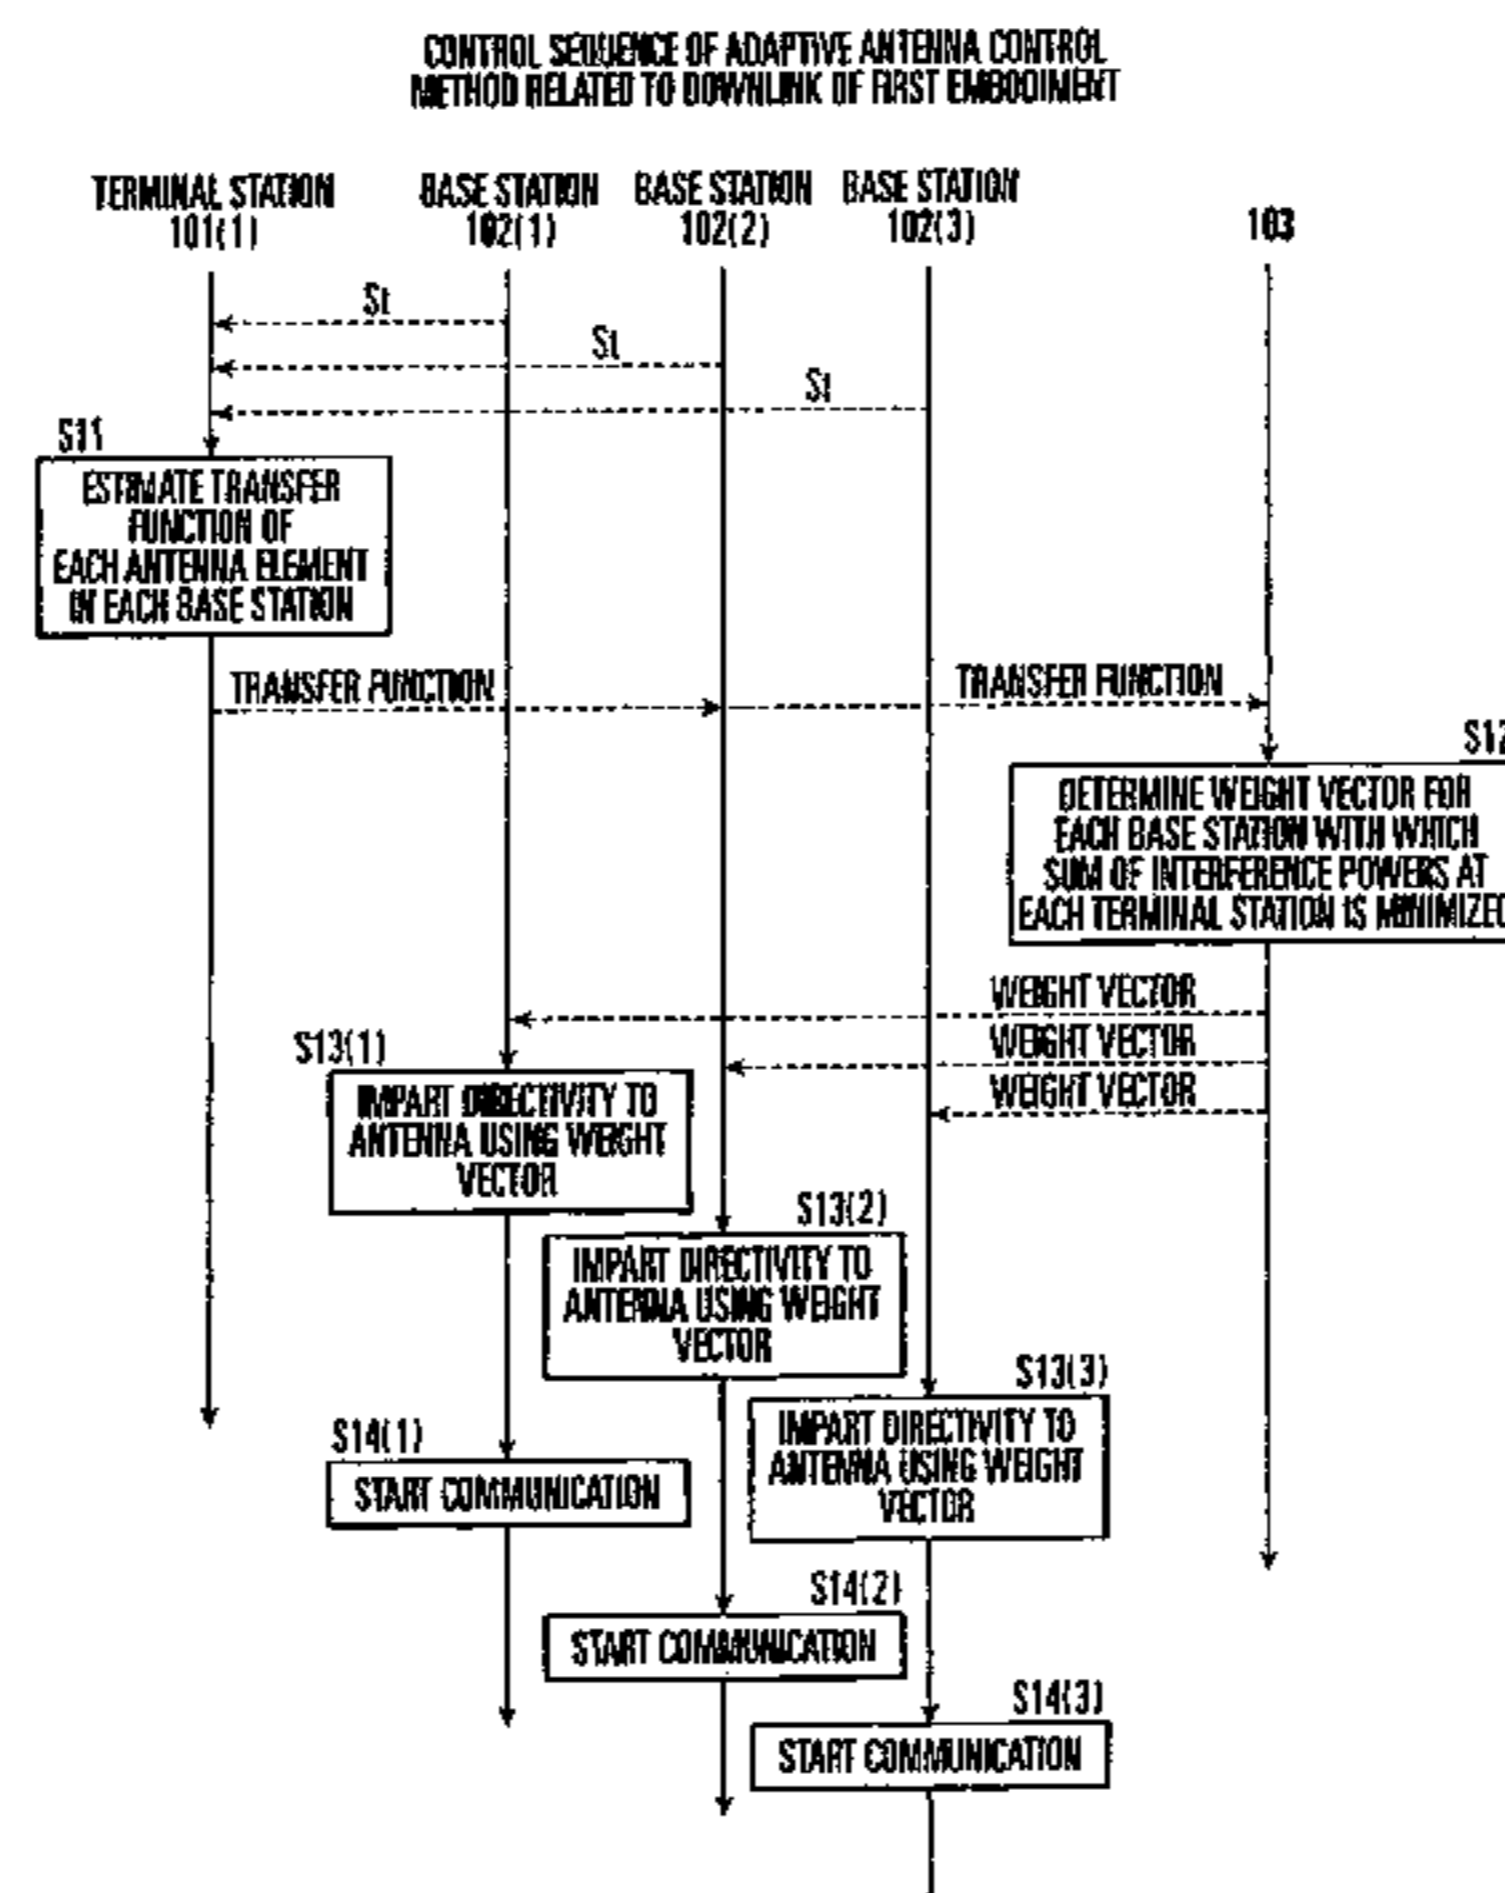 CONTROL SEQUENCE OF ADAPTIVE ANTENNA CONTROL
METHOD RELATED TO DOWNLINK OF FIRST EMBODIMENT
TERMINAL STATION
101(1)
BASE STATION
102(1)
BASE STATION
102(2)
BASE STATION
102(3)
103
St
St
St
S11
ESTIMATE TRANSFER
FUNCTION OF
EACH ANTENNA ELEMENT
IN EACH BASE STATION
TRANSFER FUNCTION
TRANSFER FUNCTION
S12
DETERMINE WEIGHT VECTOR FOR
EACH BASE STATION WITH WHICH
SUM OF INTERFERENCE POWERS AT
EACH TERMINAL STATION IS MINIMIZED
WEIGHT VECTOR
WEIGHT VECTOR
WEIGHT VECTOR
S13(1)
IMPART DIRECTIVITY TO
ANTENNA USING WEIGHT
VECTOR
S13(2)
IMPART DIRECTIVITY TO
ANTENNA USING WEIGHT
VECTOR
S13(3)
IMPART DIRECTIVITY TO
ANTENNA USING WEIGHT
VECTOR
S14(1)
START COMMUNICATION
S14(2)
START COMMUNICATION
S14(3)
START COMMUNICATION